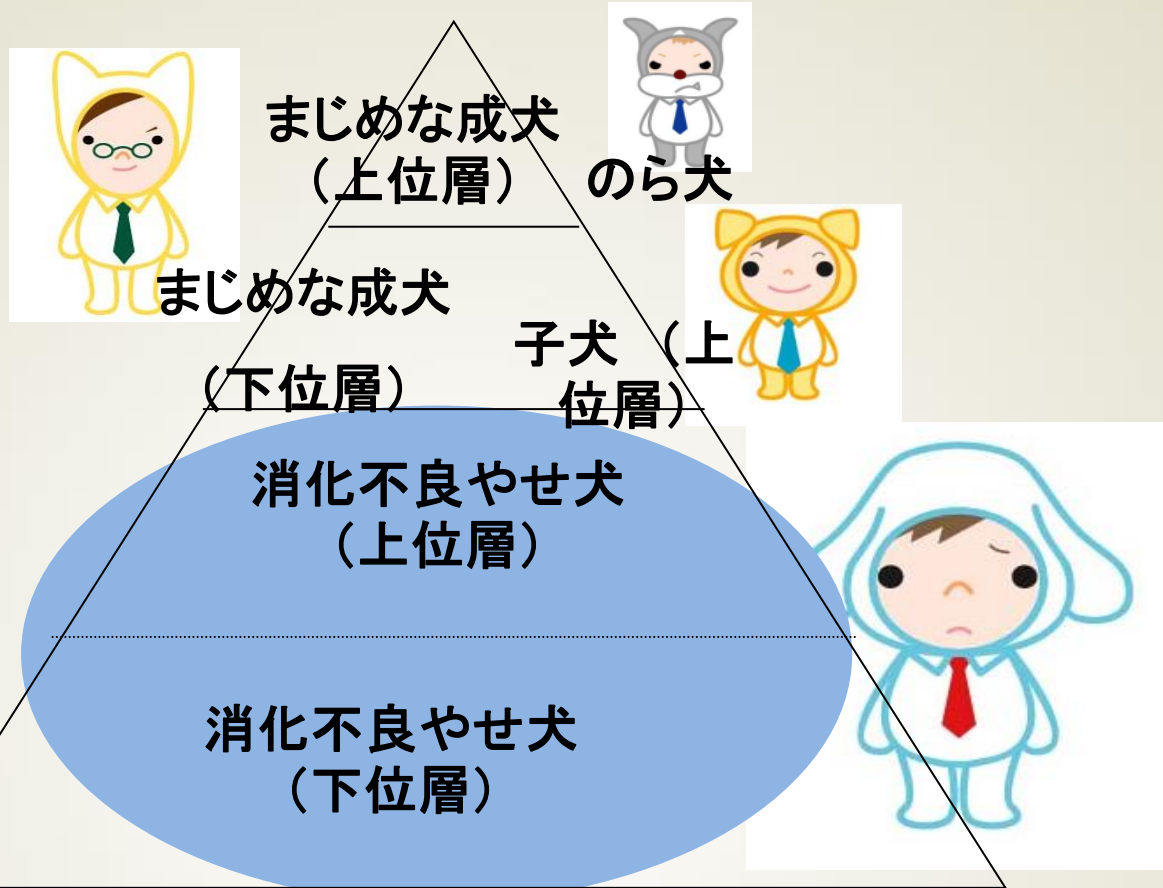 まじめな成犬
（上位層）
のら犬
まじめな成犬
（下位層）
子犬　（上
位層）
消化不良やせ犬
（上位層）
消化不良やせ犬
（下位層）